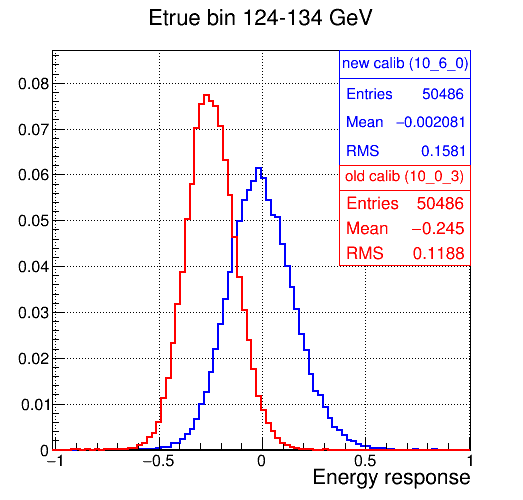 Etrue bin 124-134 GeV
new calib (10_6_0)
Entries 50486
Mean −0.002081
RMS 0.1581
old calib (10_0_3)
Entries 50486
Mean −0.245
RMS 0.1188
0.08
0.07
0.06
0.05
0.04
0.03
0.02
0.01
0
−1 −0.5 0 0.5 1
Energy response